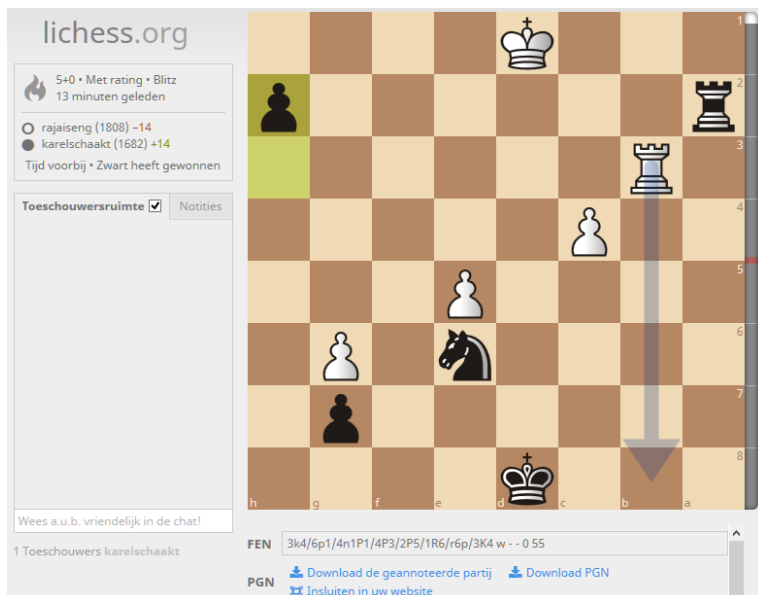 lichess.org
5+0 • Met rating • Blitz
13 minuten geleden
rajaiseng (1808) −14
karelschaakt (1682) +14
Tijd voorbij • Zwart heeft gewonnen
Toeschouwersruimte Notities
Wees a.u.b. vriendelijk in de chat!
1 Toeschouwers karelschaakt
1
2
3
4
5
6
7
8
h g f e d c b a
FEN 3k4/6p1/4n1P1/4P3/2P5/1R6/r6p/3K4 w - - 0 55
PGN Download de geannoteerde partij Download PGN
Insluiten in uw website